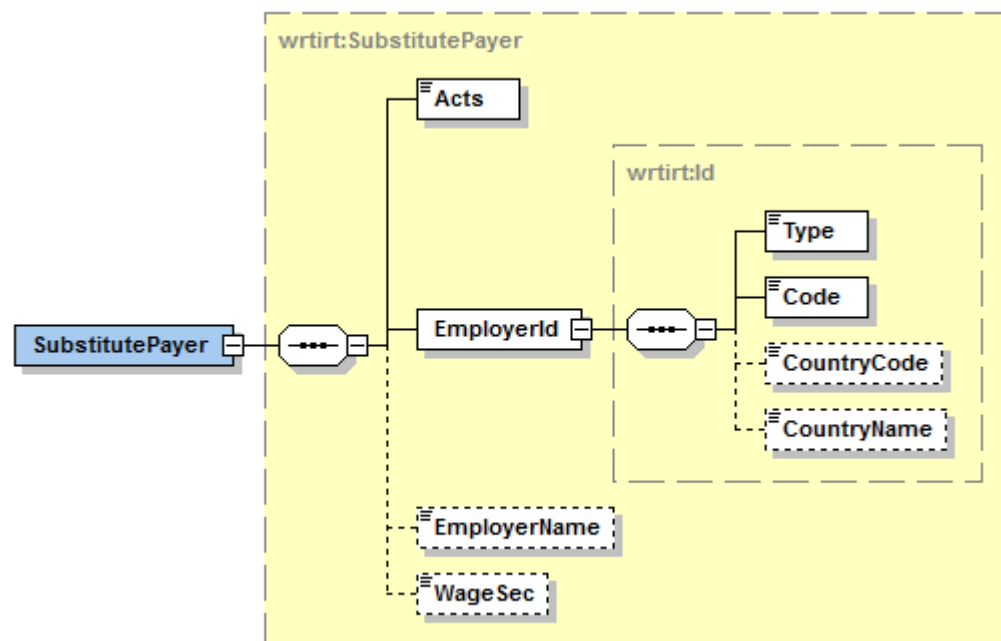 wrtirt:SubstitutePayer
Acts
wrtirt:Id
Type
Code
SubstitutePayer
EmployerId
CountryCode
CountryName
EmployerName
WageSec